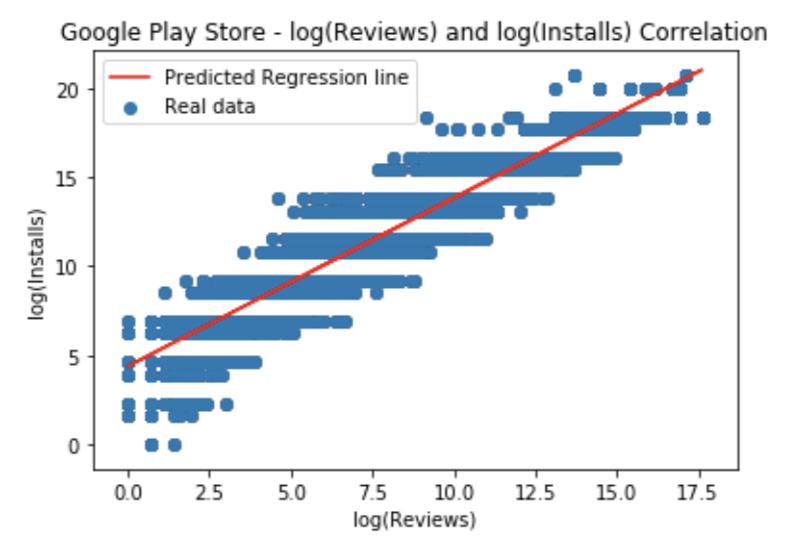 Google Play Store - log(Reviews) and log(Installs) Correlation
Predicted Regression line
Real data
log(Installs)
20
15
10
5
0
0.0 2.5 5.0 7.5 10.0 12.5 15.0 17.5
log(Reviews)